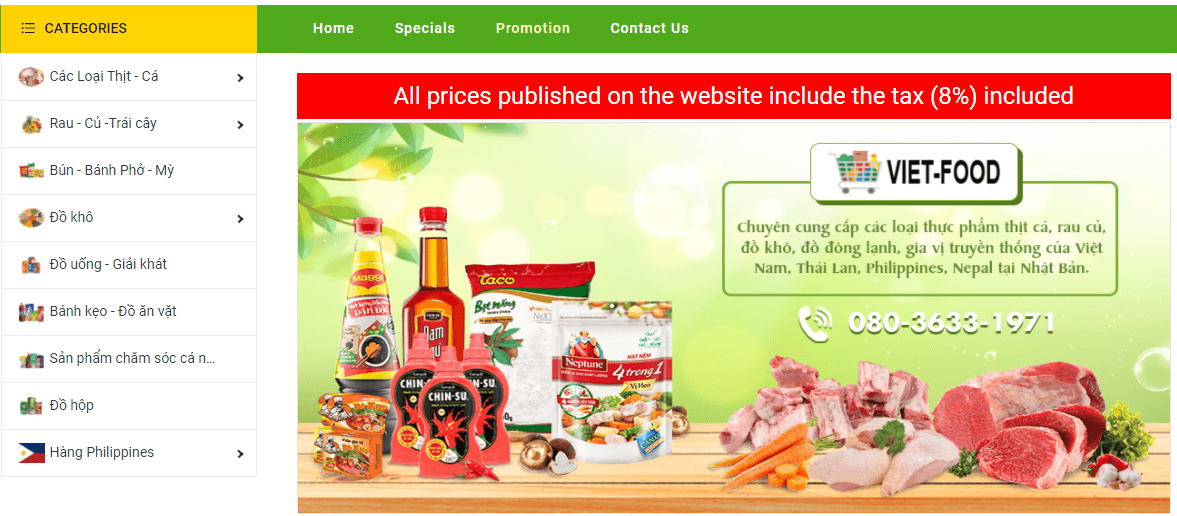 CATEGORIES
Home
Specials
Promotion
Contact Us
Các Loại Thịt - Cá
Rau - Củ -Trái cây
Bún - Bánh Phở - Mỳ
Đồ khô
Đồ uống - Giải khát
Bánh kẹo - Đồ ăn vặt
Sản phẩm chăm sóc cá n...
Đồ hộp
Hàng Philippines
All prices published on the website include the tax (8%) included
VIET-FOOD
Chuyên cung cấp các loại thực phẩm thịt cá, rau củ,
đồ khô, đồ đông lạnh, gia vị truyền thống của Việt
Nam, Thái Lan, Philippines, Nepal tại Nhật Bản.
080-3633-1971
MAGGI
taco
Bột năng
Neptune
HẠT NÊM
4 trong 1
Vị Heo
CHIN-SU
CHIN-SU
CHIN-SU